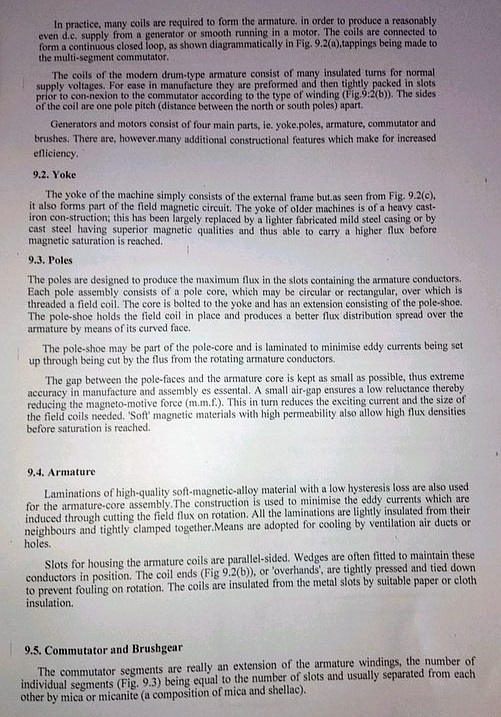 In practice, many coils are required to form the armature. in order to produce a reasonably
even d.c. supply from a generator or smooth running in a motor. The coils are connected to
form a continuous closed loop, as shown diagrammatically in Fig. 9.2(a),tappings being made to
the multi-segment commutator.
The coils of the modern drum-type armature consist of many insulated turns for normal
supply voltages. For ease in manufacture they are preformed and then tightly packed in slots
prior to con-nexion to the commutator according to the type of winding (Fig.9:2(b)). The sides
of the coil are one pole pitch (distance between the north or south poles) apart.
Generators and motors consist of four main parts, ie. yoke.poles, armature, commutator and
brushes. There are, however.many additional constructional features which make for increased
efliciency.
9.2. Yoke
The yoke of the machine simply consists of the external frame but.as seen from Fig. 9.2(c),
it also forms part of the field magnetic circuit. The yoke of older machines is of a heavy cast-
iron con-struction; this has been largely replaced by a lighter fabricated mild steel casing or by
cast steel having superior magnetic qualities and thus able to carry a higher flux before
magnetic saturation is reached.
9.3. Poles
The poles are designed to produce the maximum flux in the slots containing the armature conductors.
Each pole assembly consists of a pole core, which may be circular or rectangular, over which is
threaded a field coil. The core is bolted to the yoke and has an extension consisting of the pole-shoe.
The pole-shoe holds the field coil in place and produces a better flux distribution spread over the
armature by means of its curved face.
The pole-shoe may be part of the pole-core and is laminated to minimise eddy currents being set
up through being cut by the flus from the rotating armature conductors.
The gap between the pole-faces and the armature core is kept as small as possible, thus extreme
accuracy in manufacture and assembly es essental. A small air-gap ensures a low reluctance thereby
reducing the magneto-motive force (m.m.f.). This in turn reduces the exciting current and the size of
the field coils needed. 'Soft' magnetic materials with high permeability also allow high flux densities
before saturation is reached.
9.4. Armature
Laminations of high-quality soft-magnetic-alloy material with a low hysteresis loss are also used
for the armature-core assembly.The construction is used to minimise the eddy currents which are
induced through cutting the field flux on rotation. All the laminations are lightly insulated from their
neighbours and tightly clamped together.Means are adopted for cooling by ventilation air ducts or
holes.
Slots for housing the armature coils are parallel-sided. Wedges are often fitted to maintain these
conductors in position. The coil ends (Fig 9.2(b)), or 'overhands', are tightly pressed and tied down
to prevent fouling on rotation. The coils are insulated from the metal slots by suitable paper or cloth
insulation.
9.5. Commutator and Brushgear
The commutator segments are really an extension of the armature windings, the number of
individual segments (Fig. 9.3) being equal to the number of slots and usually separated from each
other by mica or micanite (a composition of mica and shellac).